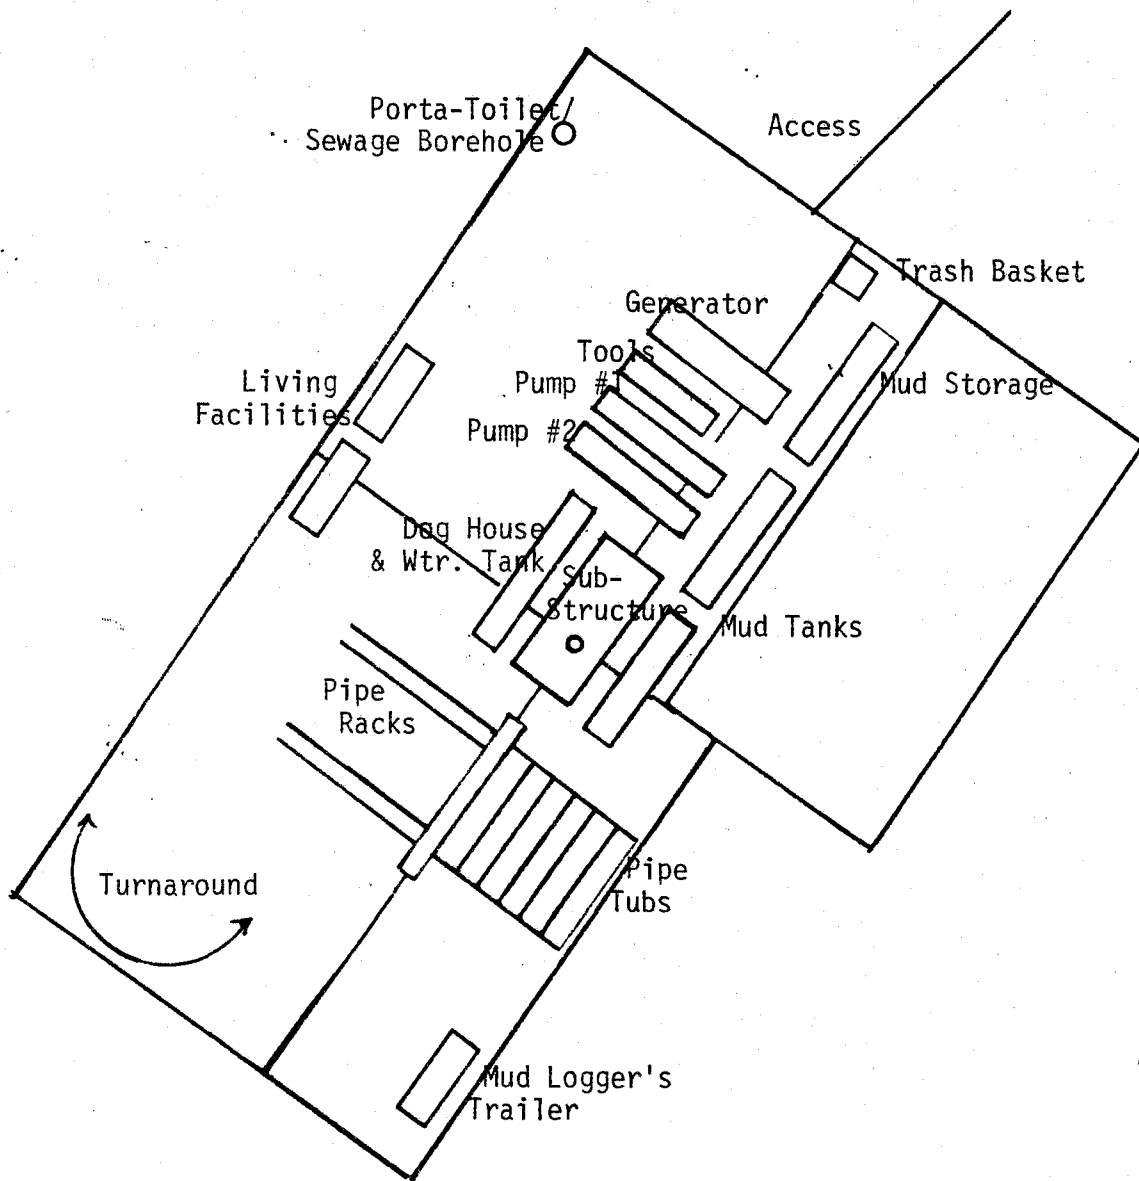 Porta-Toilet/
Sewage Borehole
Access
Trash Basket
Generator
Tools
Pump #1
Pump #2
Mud Storage
Living
Facilities
Dog House
& Wtr. Tank
Sub-
Structure
Mud Tanks
Pipe
Racks
Pipe
Tubs
Turnaround
Mud Logger's
Trailer